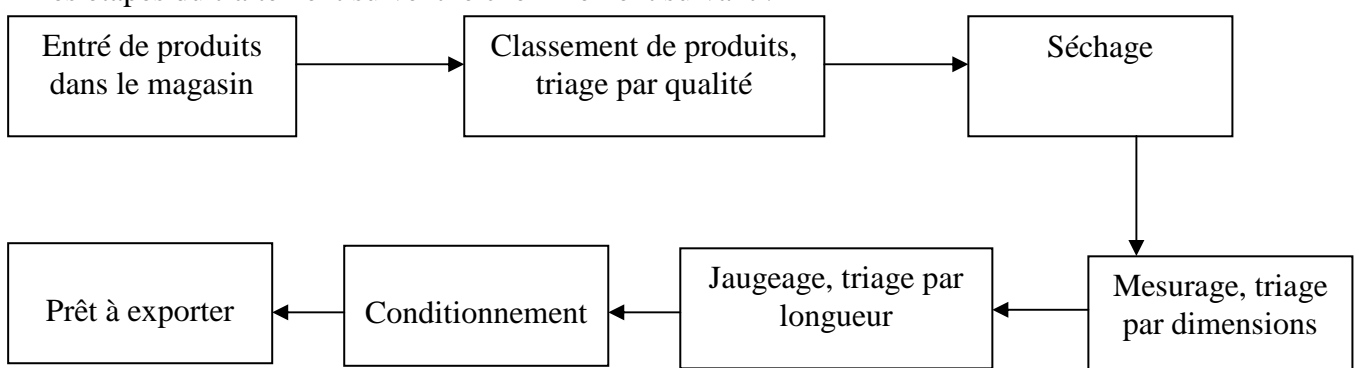 Entré de produits
dans le magasin
Classement de produits,
triage par qualité
Séchage
Mesurage, triage
par dimensions
Jaugeage, triage par
longueur
Conditionnement
Prêt à exporter